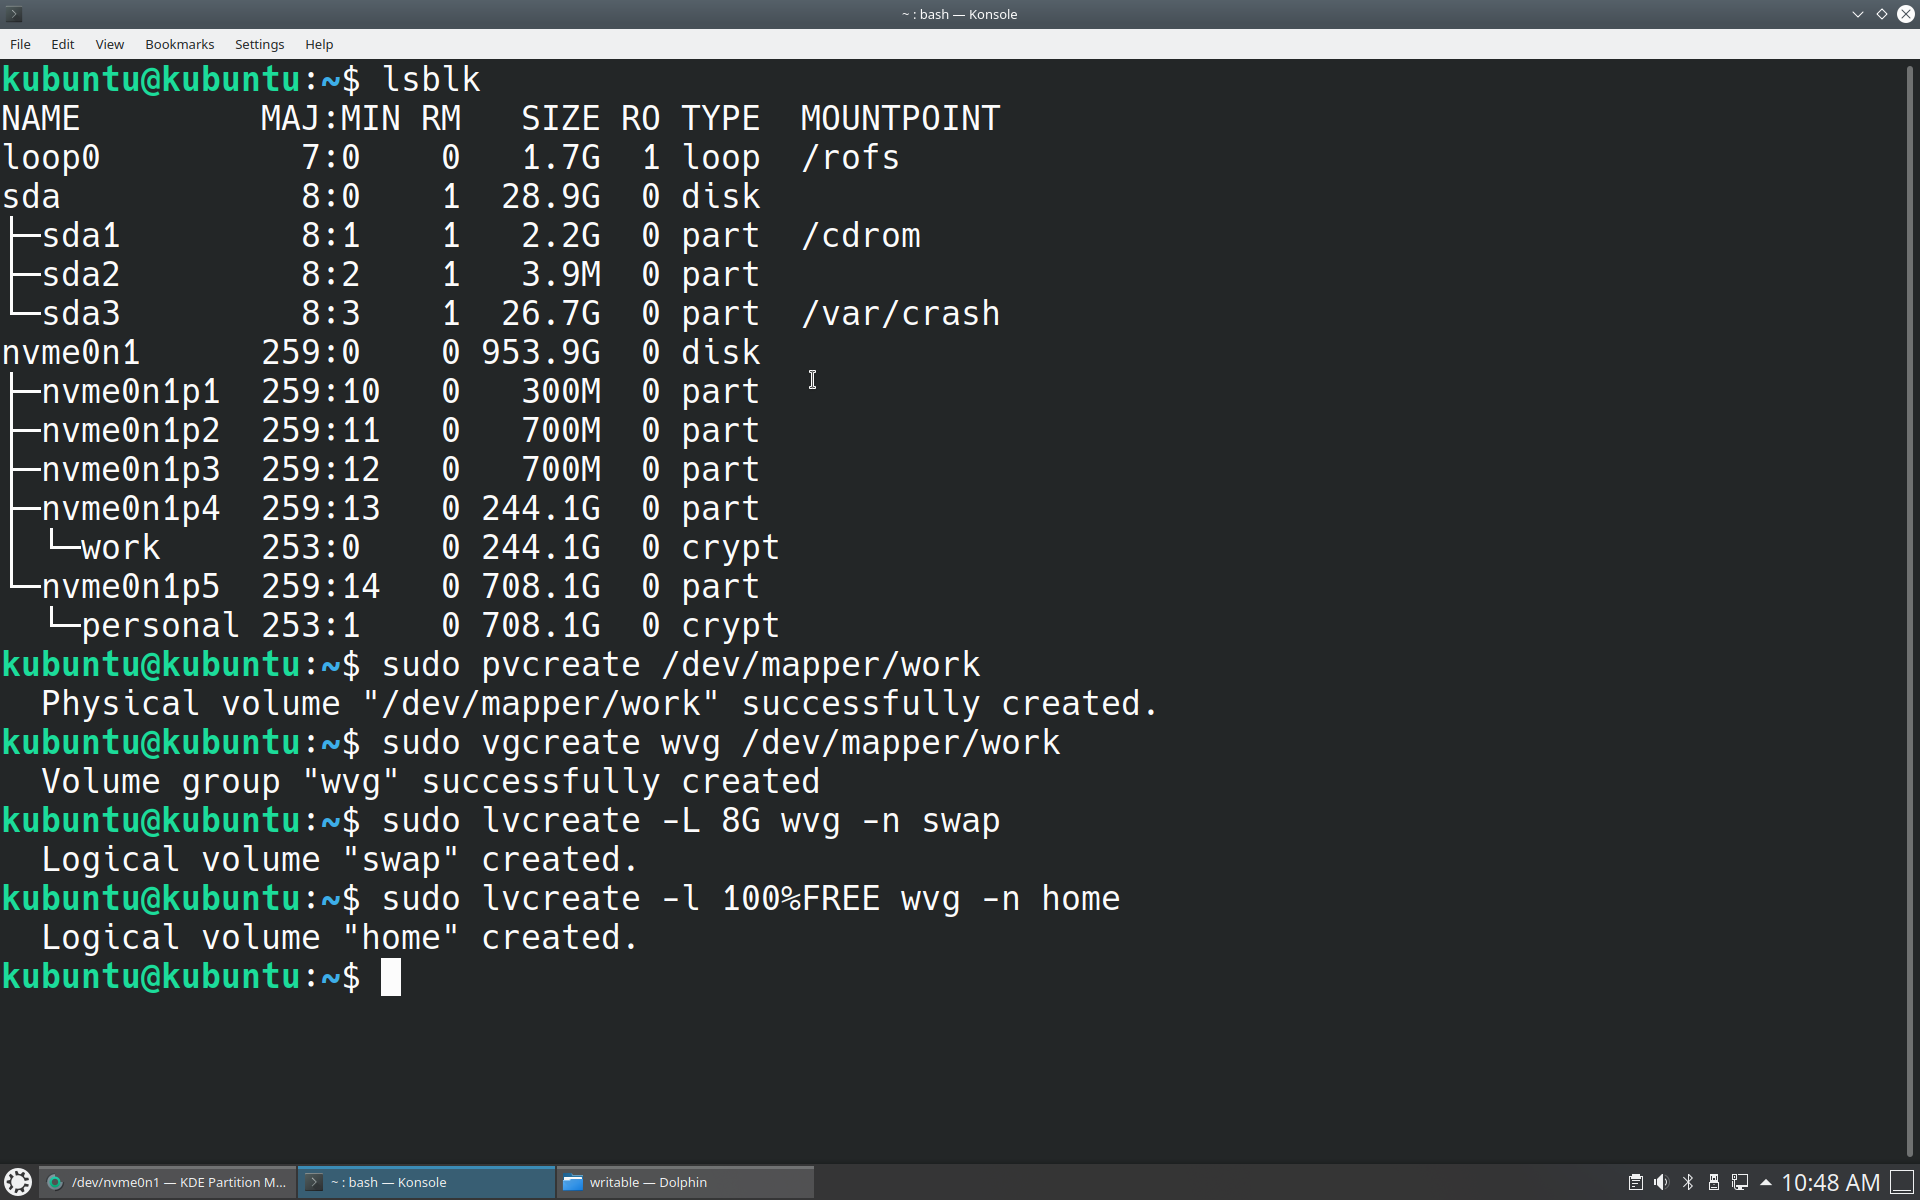 ~ : bash — Konsole
File Edit View Bookmarks Settings Help
kubuntu@kubuntu:~$ lsblk
NAME         MAJ:MIN RM   SIZE RO TYPE  MOUNTPOINT
loop0          7:0    0   1.7G  1 loop  /rofs
sda            8:0    1  28.9G  0 disk
├─sda1         8:1    1   2.2G  0 part  /cdrom
├─sda2         8:2    1   3.9M  0 part
└─sda3         8:3    1  26.7G  0 part  /var/crash
nvme0n1      259:0    0 953.9G  0 disk
├─nvme0n1p1  259:10   0   300M  0 part
├─nvme0n1p2  259:11   0   700M  0 part
├─nvme0n1p3  259:12   0   700M  0 part
├─nvme0n1p4  259:13   0 244.1G  0 part
│ └─work     253:0    0 244.1G  0 crypt
└─nvme0n1p5  259:14   0 708.1G  0 part
  └─personal 253:1    0 708.1G  0 crypt
kubuntu@kubuntu:~$ sudo pvcreate /dev/mapper/work
  Physical volume "/dev/mapper/work" successfully created.
kubuntu@kubuntu:~$ sudo vgcreate wvg /dev/mapper/work
  Volume group "wvg" successfully created
kubuntu@kubuntu:~$ sudo lvcreate -L 8G wvg -n swap
  Logical volume "swap" created.
kubuntu@kubuntu:~$ sudo lvcreate -l 100%FREE wvg -n home
  Logical volume "home" created.
kubuntu@kubuntu:~$
/dev/nvme0n1 — KDE Partition M... ~ : bash — Konsole writable — Dolphin 10:48 AM